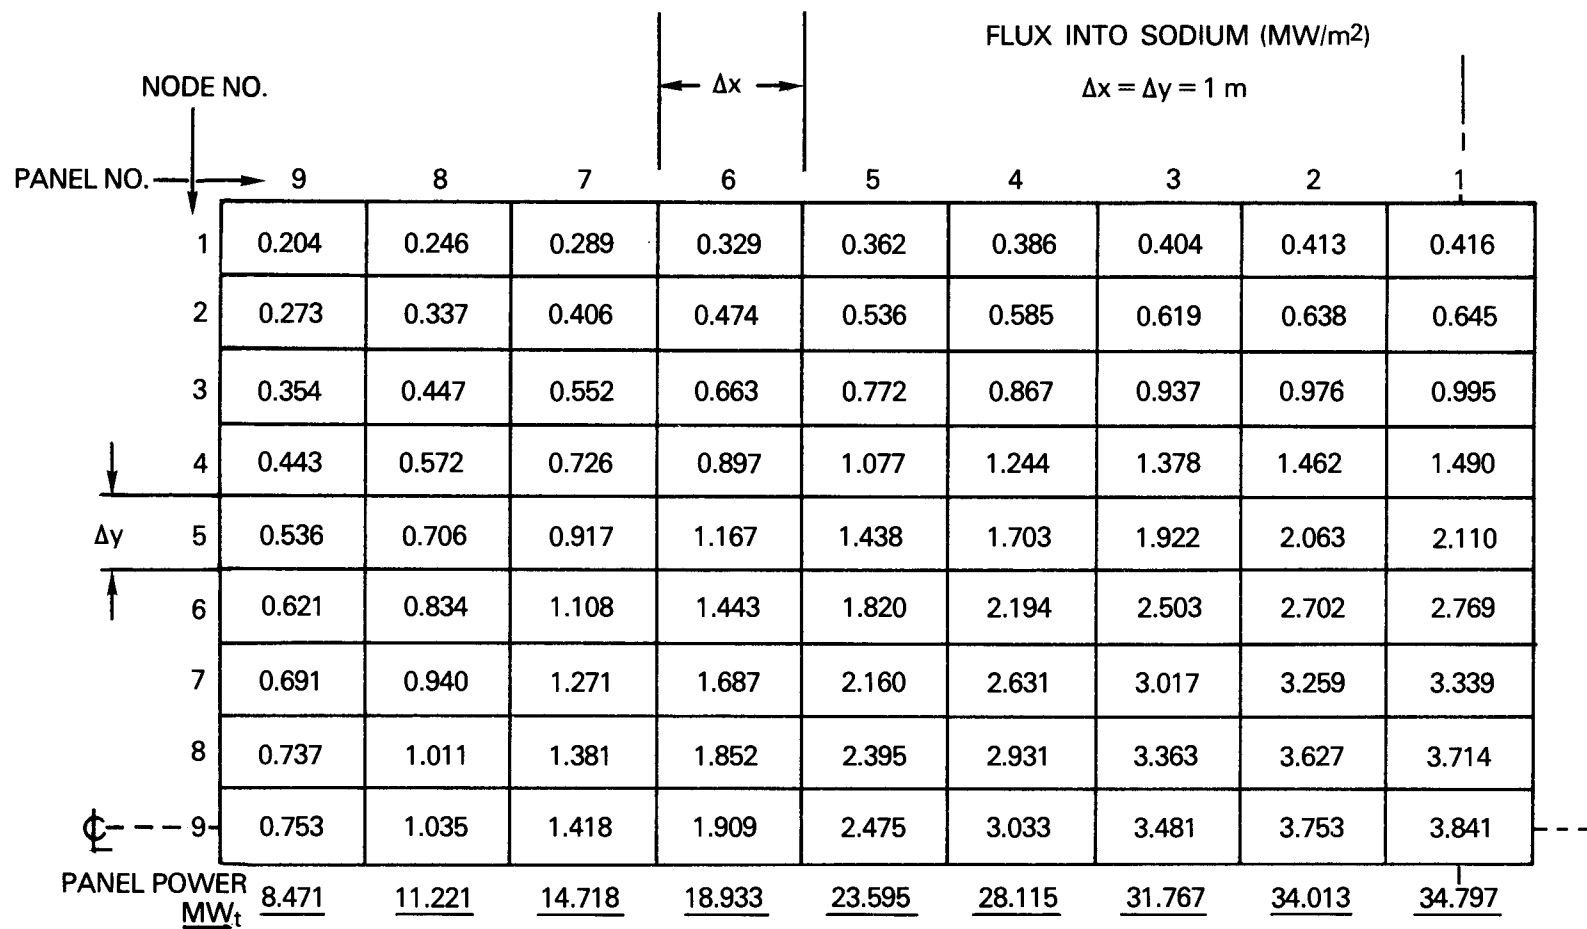 FLUX INTO SODIUM (MW/m2)
NODE NO. Δx Δx = Δy = 1 m
PANEL NO. 9 8 7 6 5 4 3 2 1
1 0.204 0.246 0.289 0.329 0.362 0.386 0.404 0.413 0.416
2 0.273 0.337 0.406 0.474 0.536 0.585 0.619 0.638 0.645
3 0.354 0.447 0.552 0.663 0.772 0.867 0.937 0.976 0.995
4 0.443 0.572 0.726 0.897 1.077 1.244 1.378 1.462 1.490
Δy 5 0.536 0.706 0.917 1.167 1.438 1.703 1.922 2.063 2.110
6 0.621 0.834 1.108 1.443 1.820 2.194 2.503 2.702 2.769
7 0.691 0.940 1.271 1.687 2.160 2.631 3.017 3.259 3.339
8 0.737 1.011 1.381 1.852 2.395 2.931 3.363 3.627 3.714
℄ 9 0.753 1.035 1.418 1.909 2.475 3.033 3.481 3.753 3.841
PANEL POWER 8.471 11.221 14.718 18.933 23.595 28.115 31.767 34.013 34.797
MWt